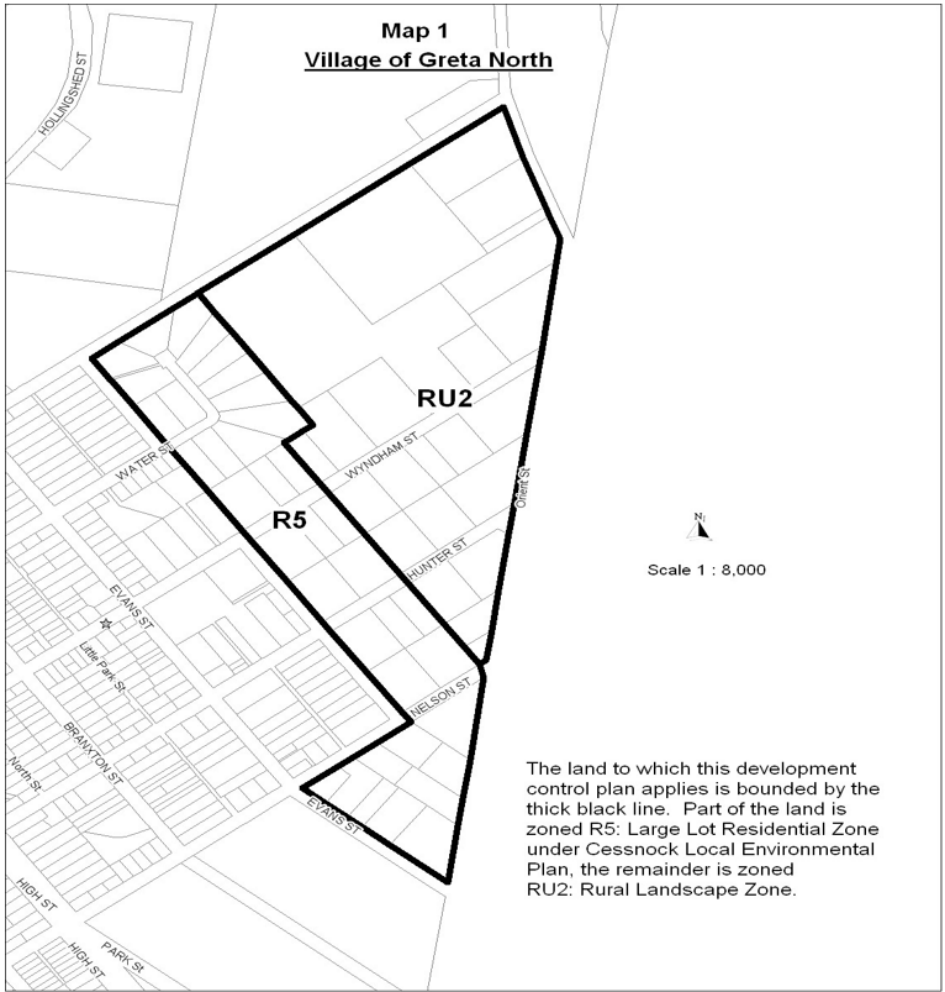 Map 1
Village of Greta North
HOLLINGSHED ST
RU2
WATER ST
WYNDHAM ST
Orient St
R5
HUNTER ST
N
Scale 1 : 8,000
EVANS ST
Little Park St
NELSON ST
BRANXTON ST
North St
EVANS ST
The land to which this development
control plan applies is bounded by the
thick black line. Part of the land is
zoned R5: Large Lot Residential Zone
under Cessnock Local Environmental
Plan, the remainder is zoned
RU2: Rural Landscape Zone.
HIGH ST
PARK St
HIGH ST